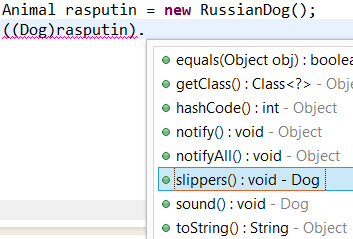 Animal rasputin = new RussianDog();
((Dog)rasputin).
equals(Object obj) : boolea
getClass() : Class<?> - Obj
hashCode() : int - Object
notify() : void - Object
notifyAll() : void - Object
slippers() : void - Dog
sound() : void - Dog
toString() : String - Object